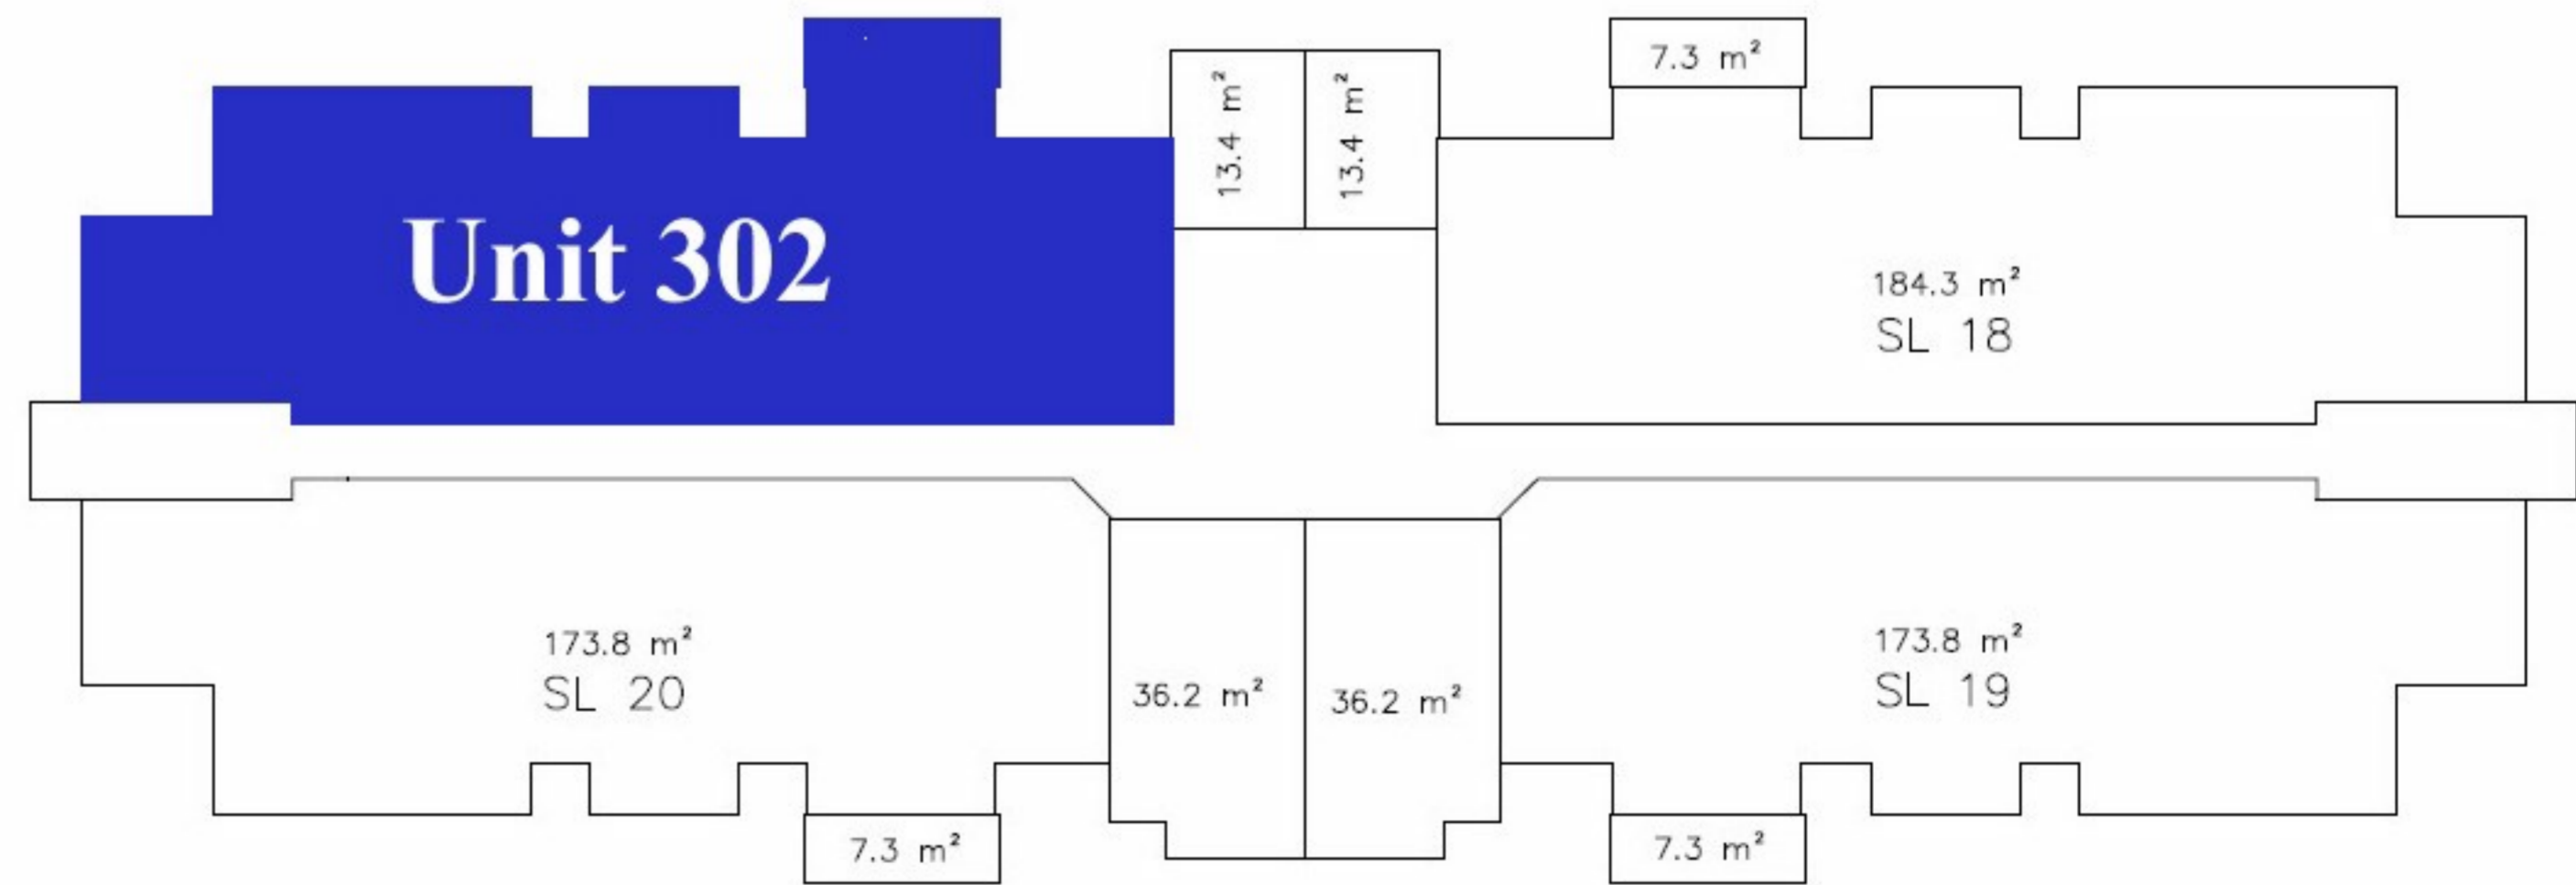 7.3 m²
13.4 m²
13.4 m²
Unit 302
184.3 m²
SL 18
173.8 m²
SL 20
36.2 m²
36.2 m²
173.8 m²
SL 19
7.3 m²
7.3 m²